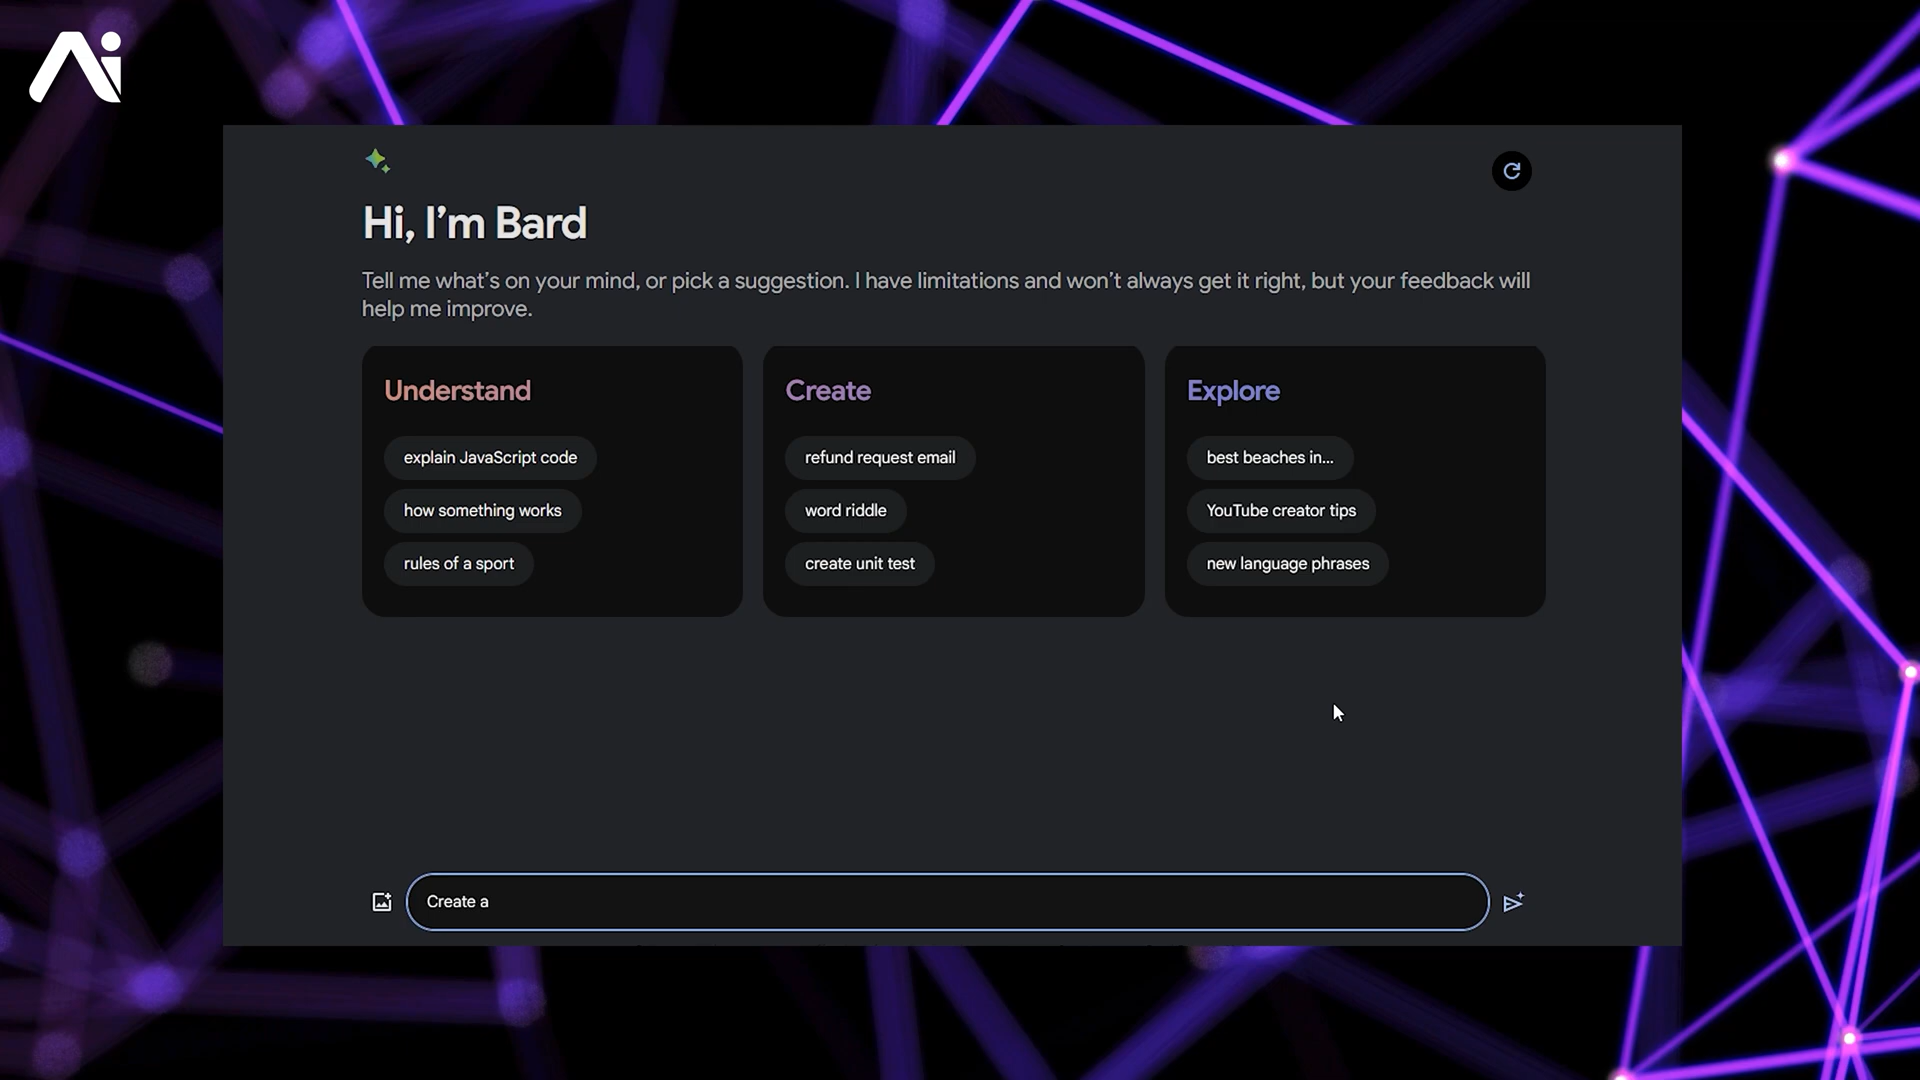 Ai
Hi, I'm Bard
Tell me what's on your mind, or pick a suggestion. I have limitations and won't always get it right, but your feedback will
help me improve.
Understand
explain JavaScript code
how something works
rules of a sport
Create
refund request email
word riddle
create unit test
Explore
best beaches in...
YouTube creator tips
new language phrases
Create a